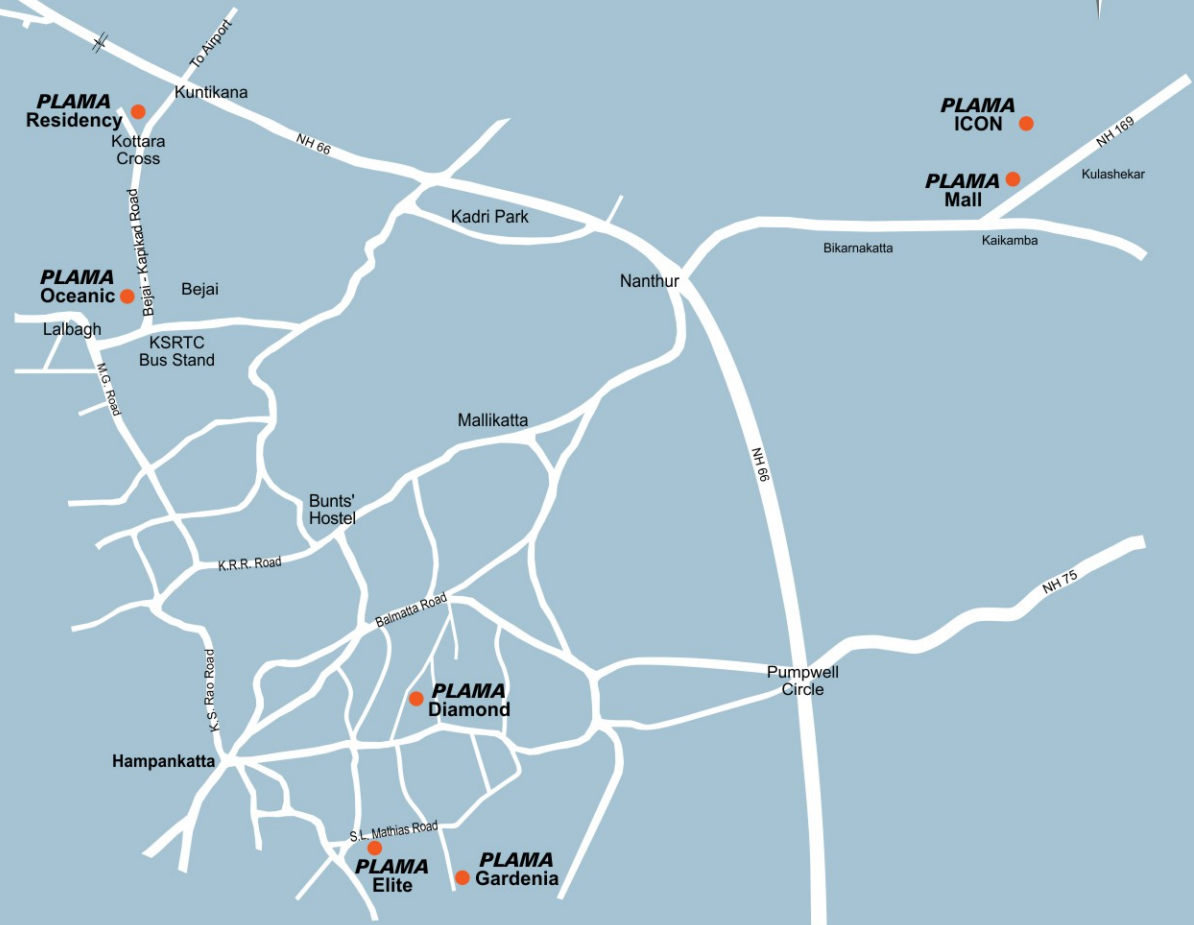 To Airport
Kuntikana
PLAMA
Residency
Kottara
Cross
NH 66
PLAMA
ICON
NH 169
PLAMA
Mall
Kulashekar
Kadri Park
Bikarnakatta
Kaikamba
Bejai - Kapikad Road
PLAMA
Oceanic
Bejai
Nanthur
Lalbagh
KSRTC
Bus Stand
M.G. Road
Mallikatta
NH 66
Bunts'
Hostel
K.R.R. Road
NH 75
Balmatta Road
K.S. Rao Road
Pumpwell
Circle
PLAMA
Diamond
Hampankatta
S.L. Mathias Road
PLAMA
Elite
PLAMA
Gardenia